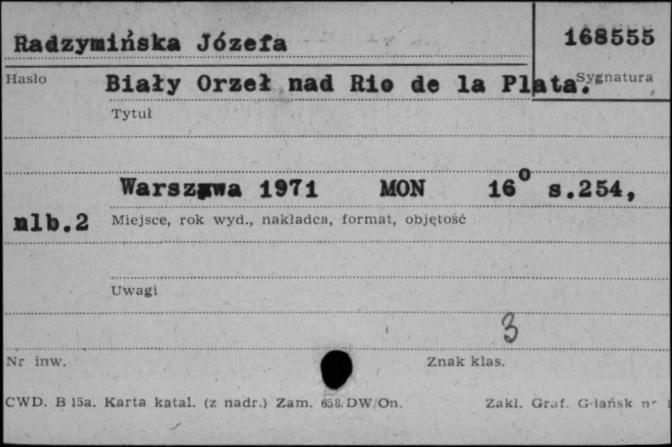 Radzymińska Józefa 168555
Hasło Biały Orzeł nad Rio de la Plata. Sygnatura
Tytuł
Warszawa 1971 MON 16° s.254,
nlb.2 Miejsce, rok wyd., nakładca, format, objętość
Uwagi
3
Nr inw. Znak klas.
CWD. B 15a. Karta katal. (z nadr.) Zam. 658/DW/On. Zakł. Graf. Gdańsk nr